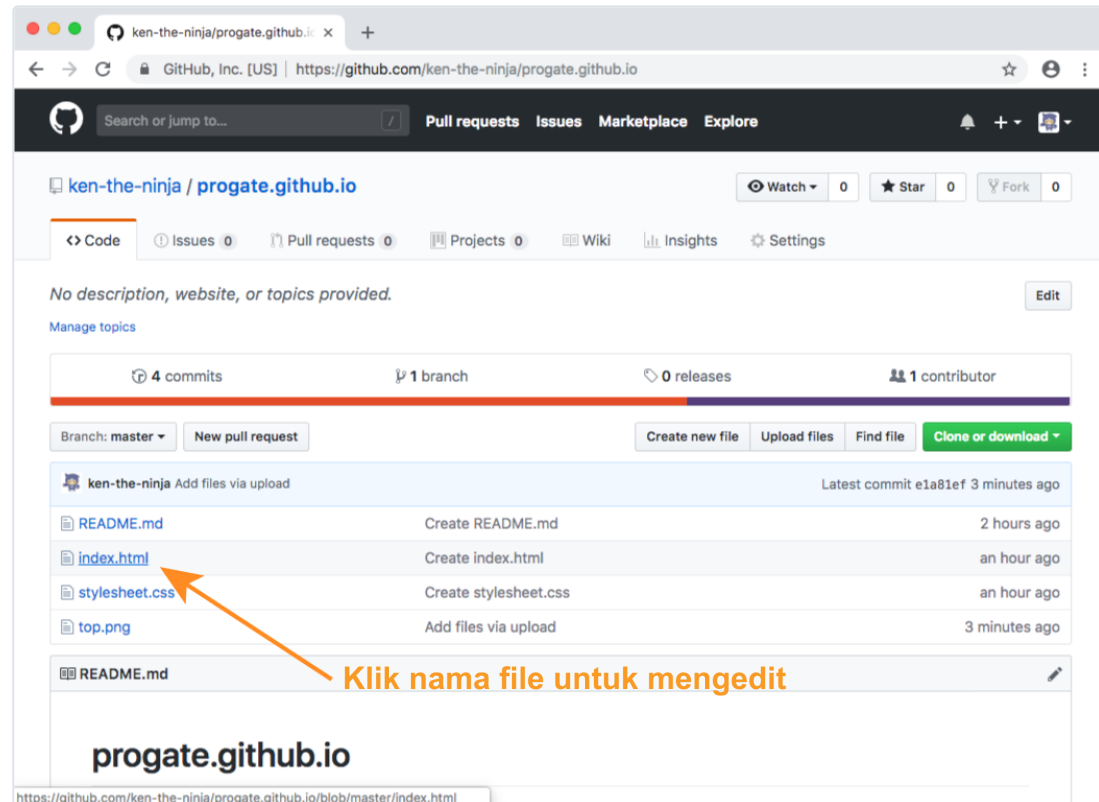 ken-the-ninja/progate.github.ic
GitHub, Inc. [US] | https://github.com/ken-the-ninja/progate.github.io
Search or jump to... / Pull requests Issues Marketplace Explore
ken-the-ninja / progate.github.io
Watch 0 Star 0 Fork 0
Code Issues 0 Pull requests 0 Projects 0 Wiki Insights Settings
No description, website, or topics provided.
Edit
Manage topics
4 commits 1 branch 0 releases 1 contributor
Branch: master New pull request Create new file Upload files Find file Clone or download
ken-the-ninja Add files via upload Latest commit e1a81ef 3 minutes ago
README.md Create README.md 2 hours ago
index.html Create index.html an hour ago
stylesheet.css Create stylesheet.css an hour ago
top.png Add files via upload 3 minutes ago
README.md
Klik nama file untuk mengedit
progate.github.io
https://github.com/ken-the-ninja/progate.github.io/blob/master/index.html